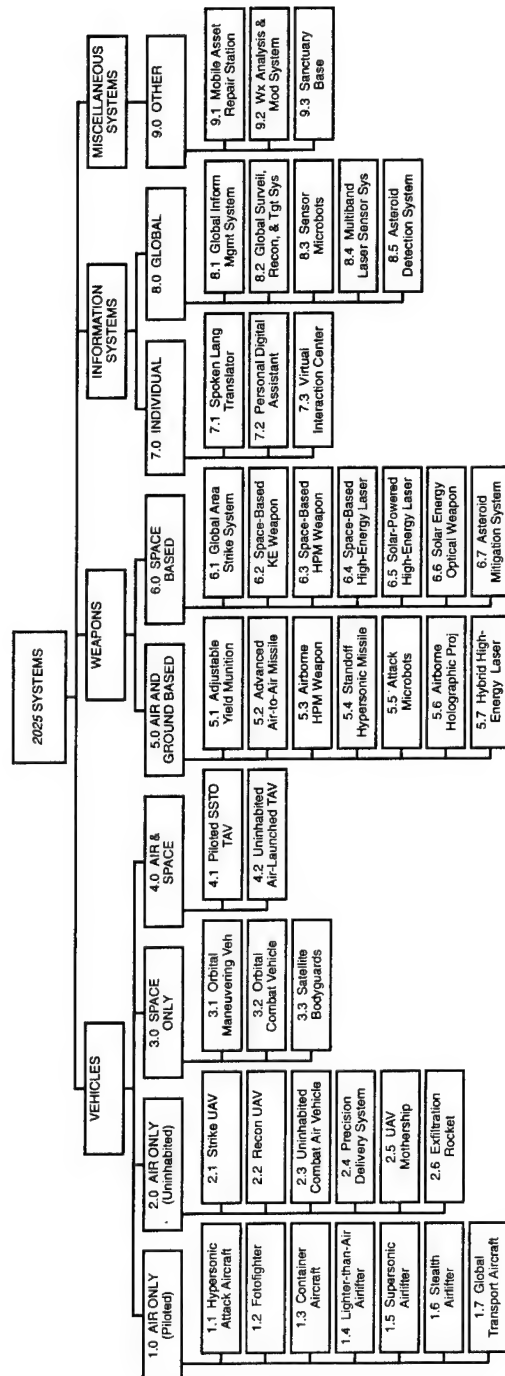 2025 SYSTEMS
VEHICLES
WEAPONS
INFORMATION
SYSTEMS
MISCELLANEOUS
SYSTEMS
1.0 AIR ONLY
(Piloted)
1.1 Hypersonic
Attack Aircraft
1.2 Fotofighter
1.3 Container
Aircraft
1.4 Lighter-than-Air
Airlifter
1.5 Supersonic
Airlifter
1.6 Stealth
Airlifter
1.7 Global
Transport Aircraft
2.0 AIR ONLY
(Uninhabited)
2.1 Strike UAV
2.2 Recon UAV
2.3 Uninhabited
Combat Air Vehicle
2.4 Precision
Delivery System
2.5 UAV
Mothership
2.6 Exfiltration
Rocket
3.0 SPACE
ONLY
3.1 Orbital
Maneuvering Veh
3.2 Orbital
Combat Vehicle
3.3 Satellite
Bodyguards
4.0 AIR &
SPACE
4.1 Piloted SSTO
TAV
4.2 Uninhabited
Air-Launched TAV
5.0 AIR AND
GROUND BASED
5.1 Adjustable
Yield Munition
5.2 Advanced
Air-to-Air Missile
5.3 Airborne
HPM Weapon
5.4 Standoff
Hypersonic Missile
5.5 Attack
Microbots
5.6 Airborne
Holographic Proj
5.7 Hybrid High-
Energy Laser
6.0 SPACE
BASED
6.1 Global Area
Strike System
6.2 Space-Based
KE Weapon
6.3 Space-Based
HPM Weapon
6.4 Space-Based
High-Energy Laser
6.5 Solar-Powered
High-Energy Laser
6.6 Solar Energy
Optical Weapon
6.7 Asteroid
Mitigation System
7.0 INDIVIDUAL
7.1 Spoken Lang
Translator
7.2 Personal Digital
Assistant
7.3 Virtual
Interaction Center
8.0 GLOBAL
8.1 Global Inform
Mgmt System
8.2 Global Surveil,
Recon, & Tgt Sys
8.3 Sensor
Microbots
8.4 Multiband
Laser Sensor Sys
8.5 Asteroid
Detection System
9.0 OTHER
9.1 Mobile Asset
Repair Station
9.2 Wx Analysis &
Mod System
9.3 Sanctuary
Base